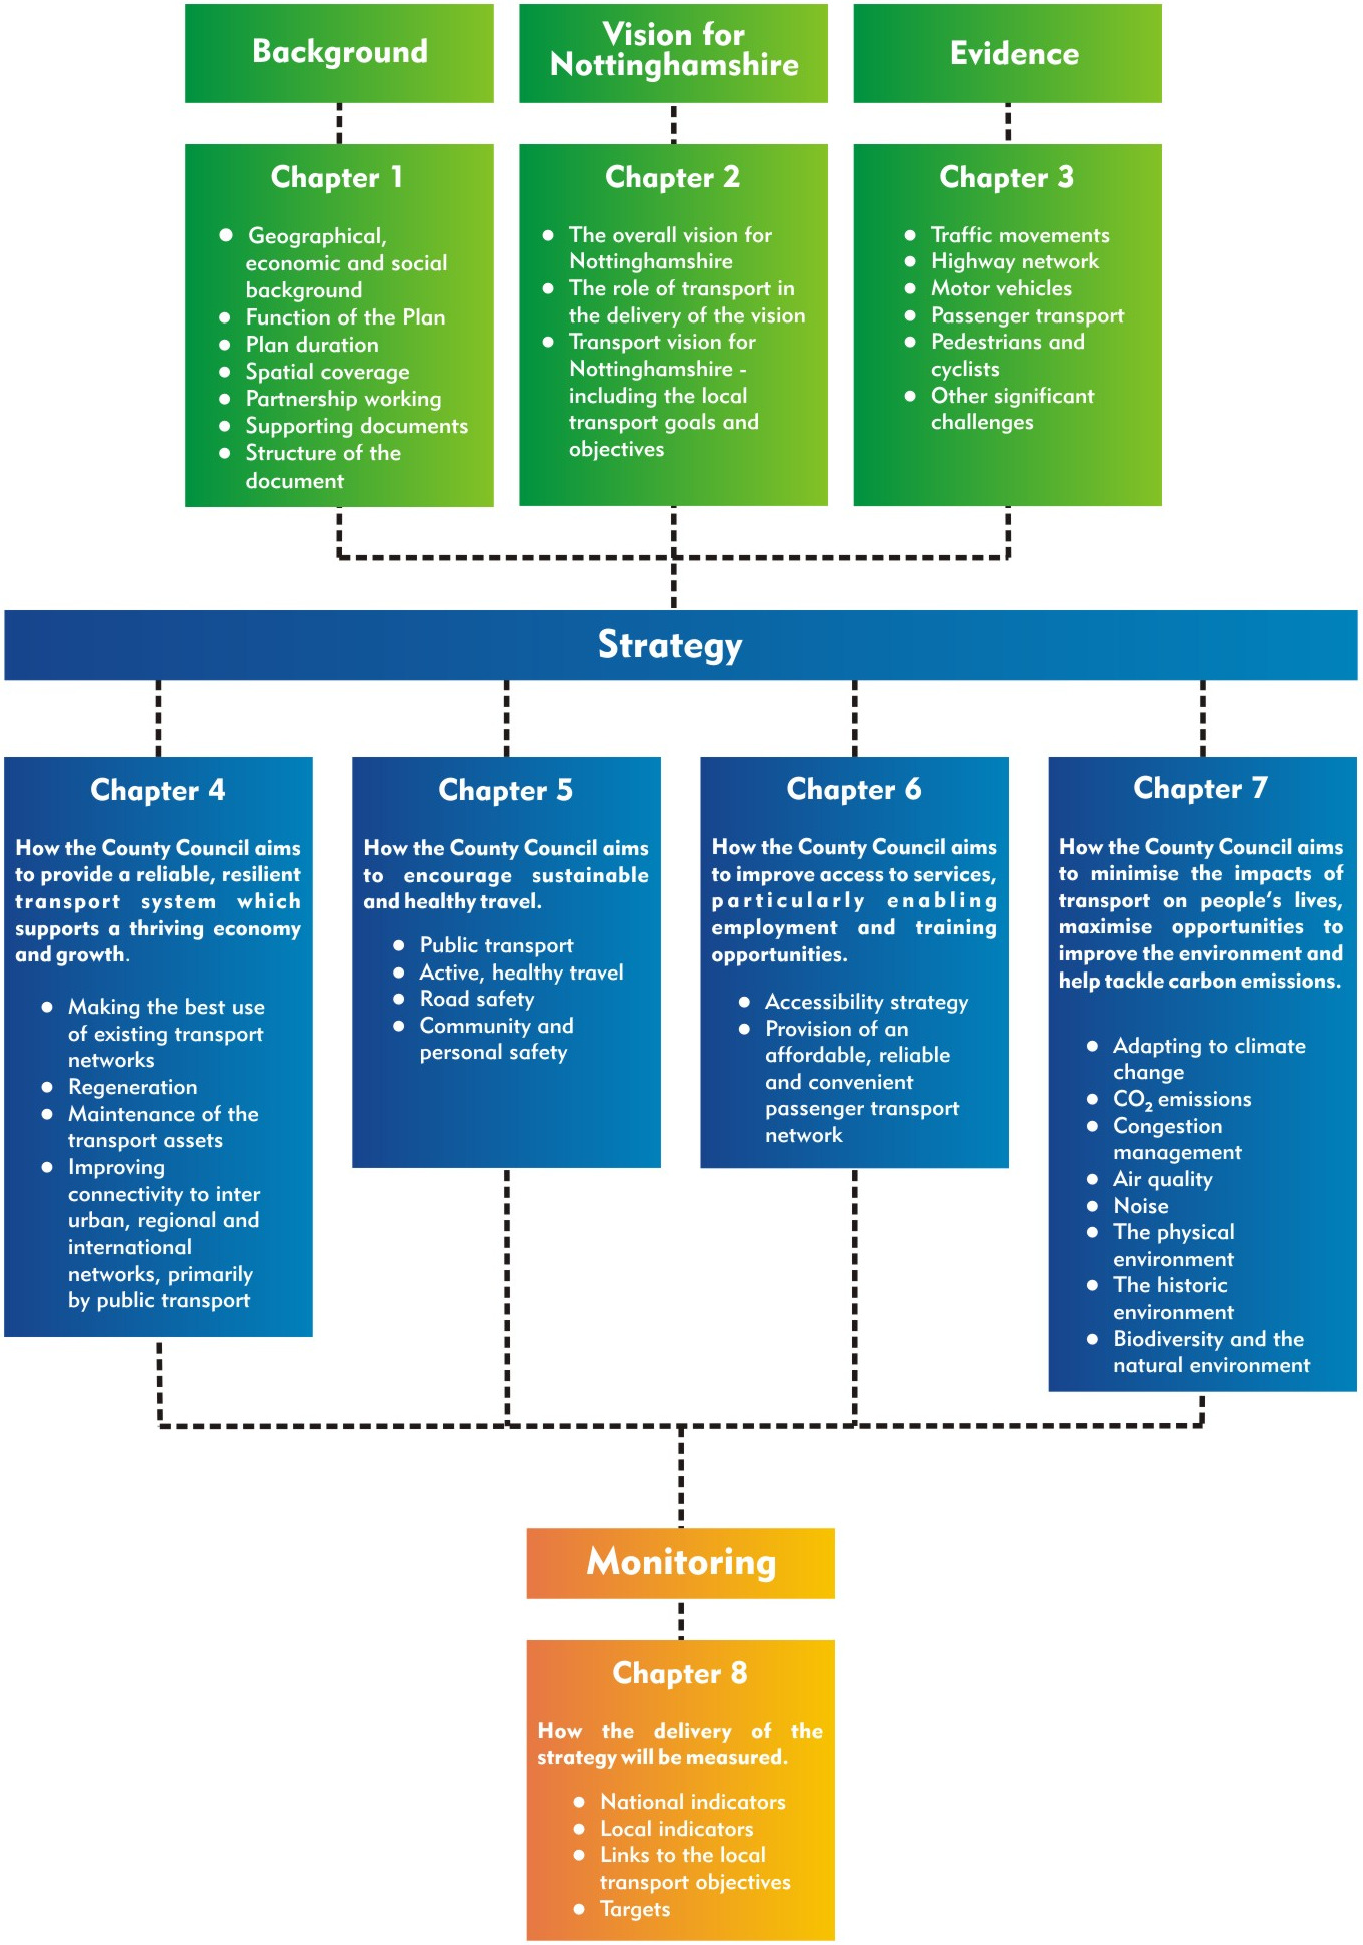 Background
Vision for
Nottinghamshire
Evidence
Chapter 1
● Geographical,
economic and social
background
● Function of the Plan
● Plan duration
● Spatial coverage
● Partnership working
● Supporting documents
● Structure of the
document
Chapter 2
● The overall vision for
Nottinghamshire
● The role of transport in
the delivery of the vision
● Transport vision for
Nottinghamshire -
including the local
transport goals and
objectives
Chapter 3
● Traffic movements
● Highway network
● Motor vehicles
● Passenger transport
● Pedestrians and
cyclists
● Other significant
challenges
Strategy
Chapter 4
How the County Council aims
to provide a reliable, resilient
transport system which
supports a thriving economy
and growth.
● Making the best use
of existing transport
networks
● Regeneration
● Maintenance of the
transport assets
● Improving
connectivity to inter
urban, regional and
international
networks, primarily
by public transport
Chapter 5
How the County Council aims
to encourage sustainable
and healthy travel.
● Public transport
● Active, healthy travel
● Road safety
● Community and
personal safety
Chapter 6
How the County Council aims
to improve access to services,
particularly enabling
employment and training
opportunities.
● Accessibility strategy
● Provision of an
affordable, reliable
and convenient
passenger transport
network
Chapter 7
How the County Council aims
to minimise the impacts of
transport on people's lives,
maximise opportunities to
improve the environment and
help tackle carbon emissions.
● Adapting to climate
change
● CO₂ emissions
● Congestion
management
● Air quality
● Noise
● The physical
environment
● The historic
environment
● Biodiversity and the
natural environment
Monitoring
Chapter 8
How the delivery of the
strategy will be measured.
● National indicators
● Local indicators
● Links to the local
transport objectives
● Targets